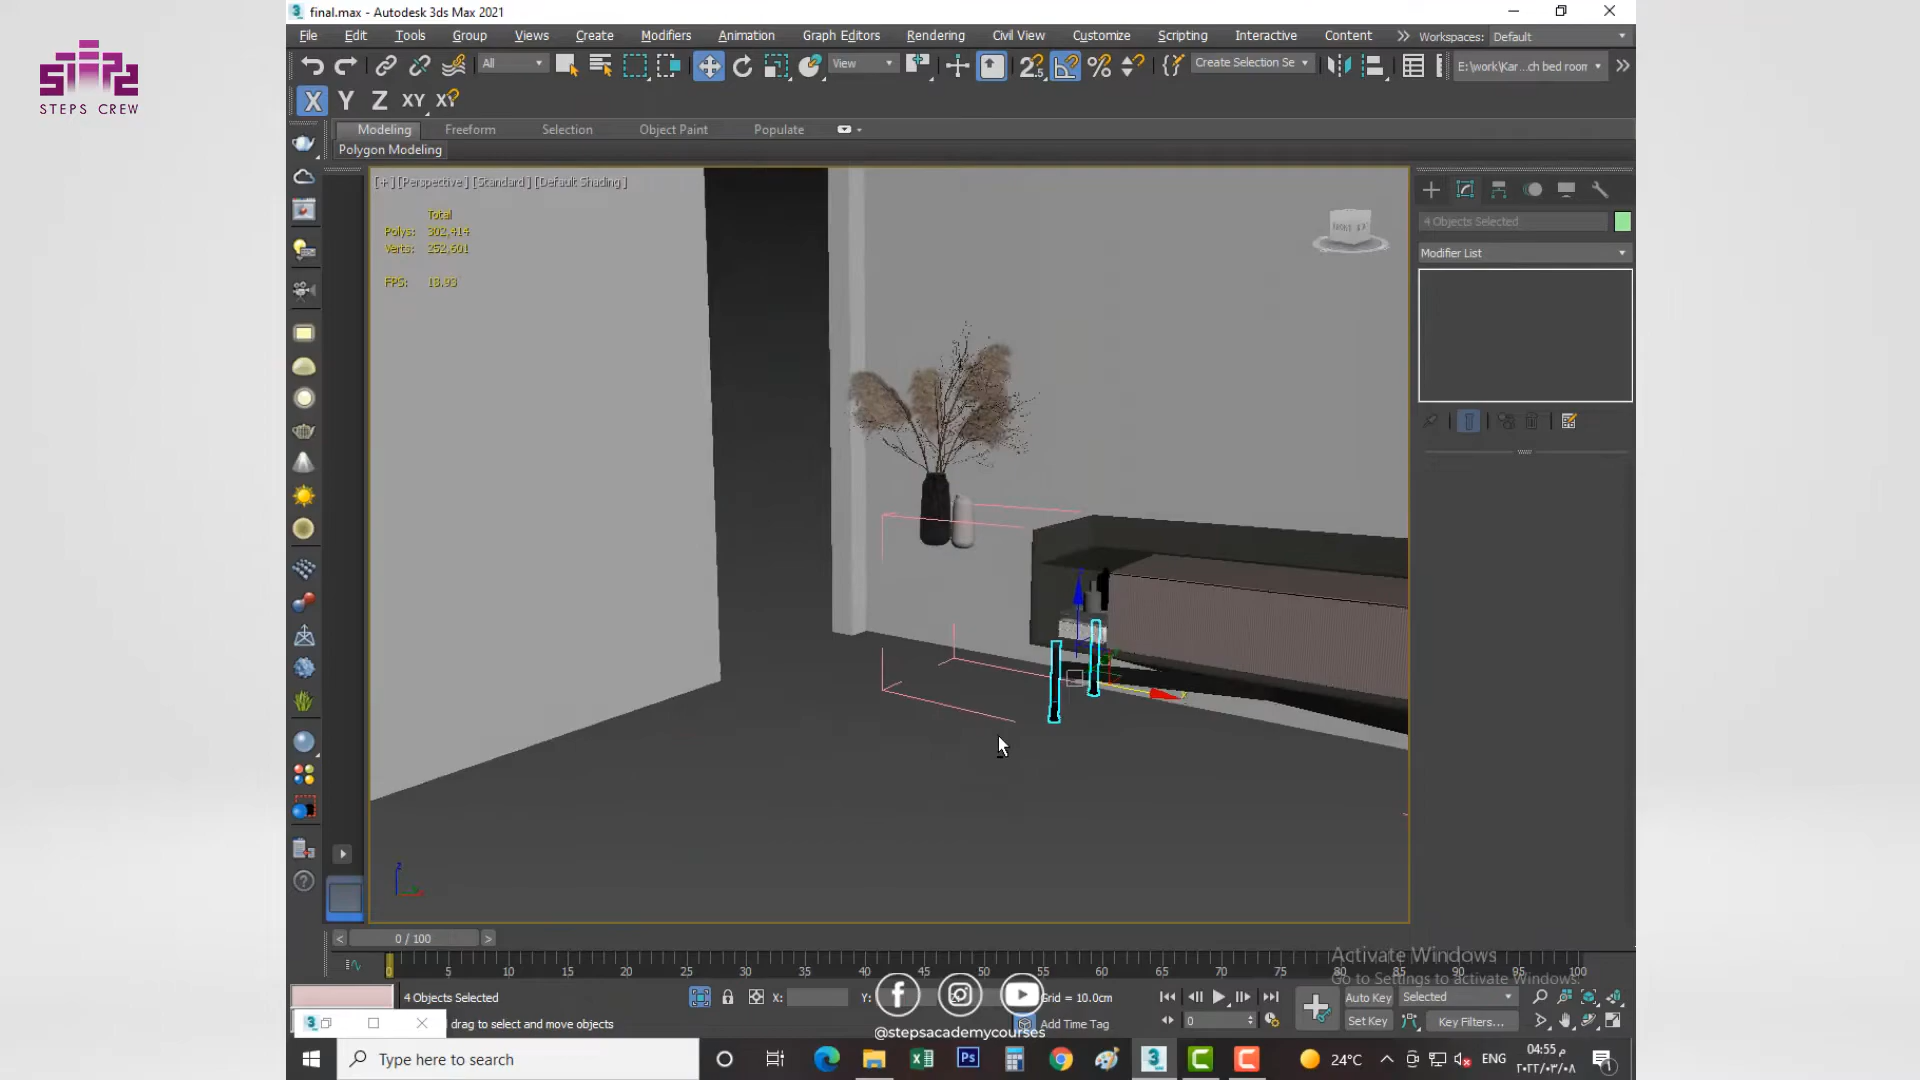 STEPS CREW
final.max - Autodesk 3ds Max 2021
File Edit Tools Group Views Create Modifiers Animation Graph Editors Rendering Civil View Customize Scripting Interactive Content Workspaces: Default
All View Create Selection Se E:\work\Kar...ch bed roor
X Y Z XY
Modeling Freeform Selection Object Paint Populate
Polygon Modeling
[+] [Perspective] [Standard] [Default Shading]
Total
Polys: 302,414
Verts: 252,601
FPS: 18.93
4 Objects Selected
Modifier List
0 / 100
0 5 10 15 20 25 30 35 40 45 50 55 60 65 70 75 80 85 90 95 100
Activate Windows
Go to Settings to activate Windows.
4 Objects Selected X: Y: Grid = 10.0cm Auto Key Selected
drag to select and move objects Add Time Tag 0 Set Key Key Filters...
@stepsacademycourses
Type here to search 24°C ENG 04:55 م
٢٠٢٢/٠٣/٠٨